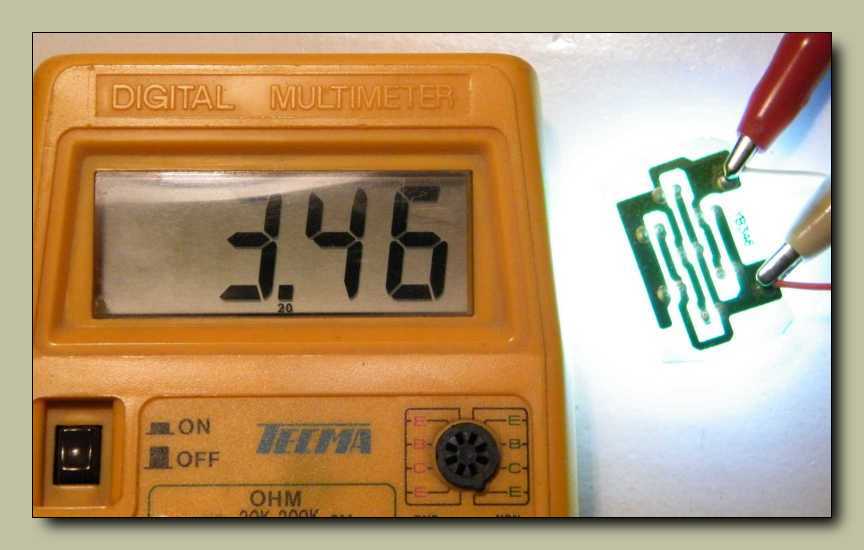 DIGITAL MULTIMETER
3.46
20
ON
TECMA
OFF
E E
B B
C C
E E
OHM